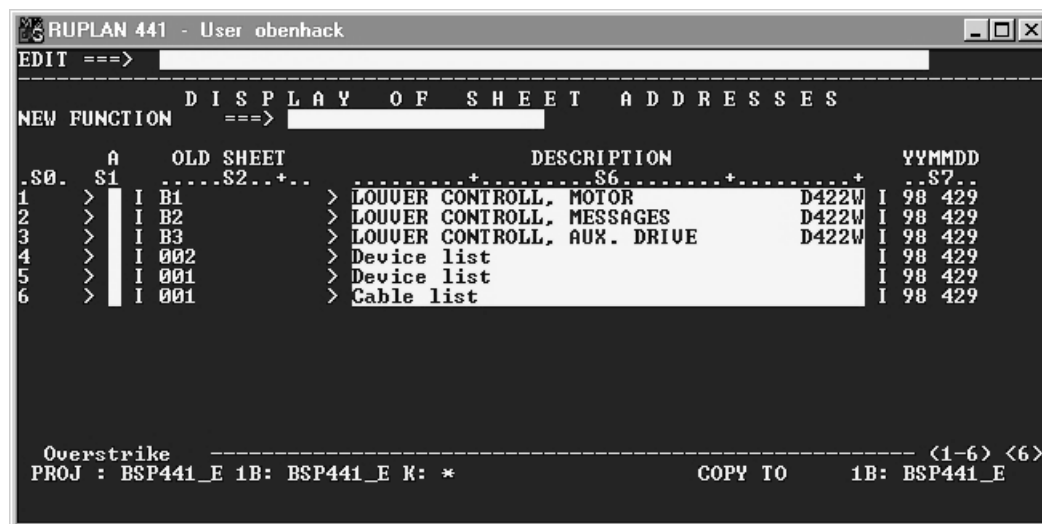 RUPLAN 441 - User obenhack
EDIT ===>
D I S P L A Y   O F   S H E E T   A D D R E S S E S
NEW FUNCTION ===>
A OLD SHEET DESCRIPTION YYMMDD
.S0. S1 .....S2..+.. .........+.........S6........+.........+ ..S7..
1 > I B1 > LOUVER CONTROLL, MOTOR D422W I 98 429
2 > I B2 > LOUVER CONTROLL, MESSAGES D422W I 98 429
3 > I B3 > LOUVER CONTROLL, AUX. DRIVE D422W I 98 429
4 > I 002 > Device list I 98 429
5 > I 001 > Device list I 98 429
6 > I 001 > Cable list I 98 429
Overstrike ------------------------------------------------------- (1-6) <6>
PROJ : BSP441_E 1B: BSP441_E K: * COPY TO 1B: BSP441_E